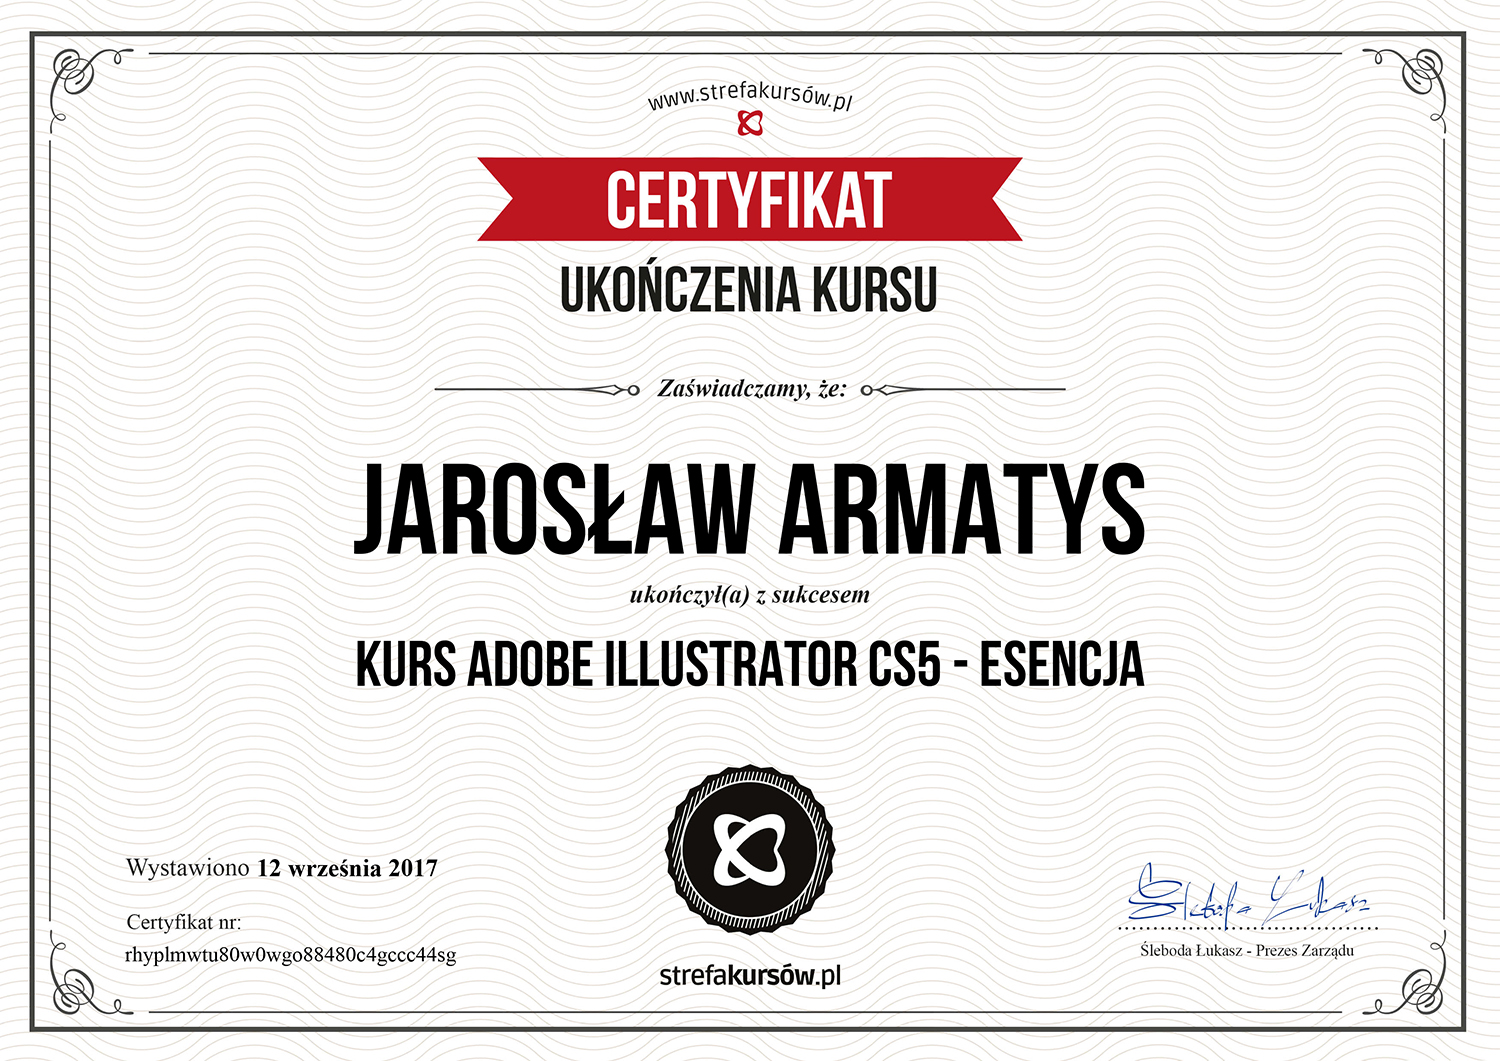 www.strefakursów.pl
CERTYFIKAT
UKOŃCZENIA KURSU
Zaświadczamy, że:
JAROSŁAW ARMATYS
ukończył(a) z sukcesem
KURS ADOBE ILLUSTRATOR CS5 - ESENCJA
Wystawiono 12 września 2017
Certyfikat nr:
rhyplmwtu80w0wgo88480c4gccc44sg
strefakursów.pl
Śleboda Łukasz
Śleboda Łukasz - Prezes Zarządu